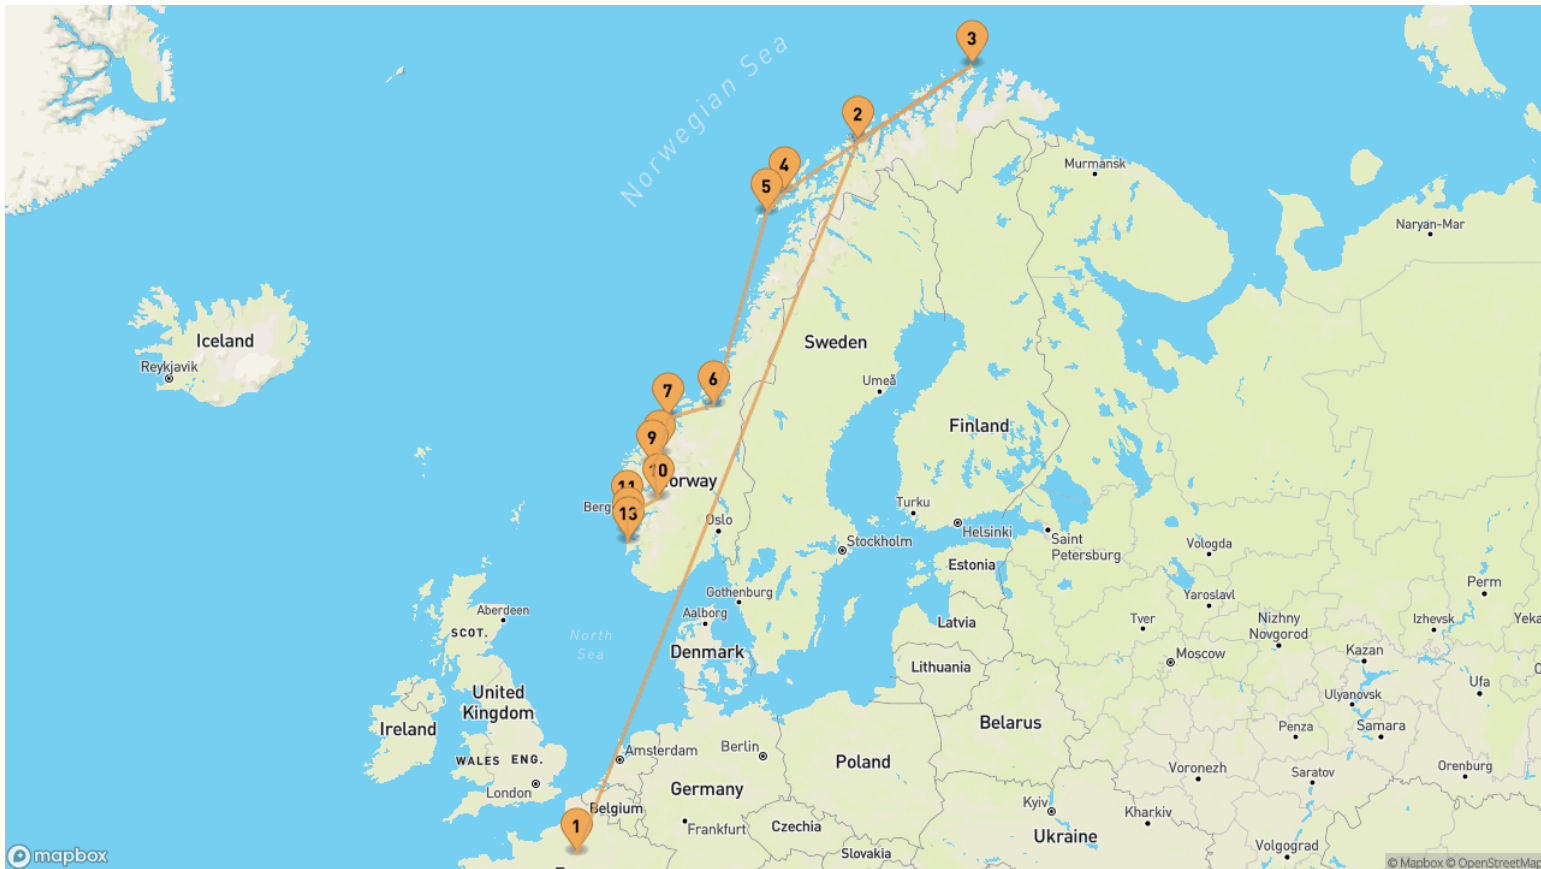 3
2
Norwegian Sea
4
5
Murmansk
Naryan-Mar
Iceland
Reykjavik
Sweden
Umeå
6
7
Finland
9
10
orway
11
Berg
13
Oslo
Turku
Helsinki
Stockholm
Saint
Petersburg
Vologda
Estonia
Perm
Gothenburg
Yaroslavl
Aberdeen
Aalborg
SCOT.
North
Sea
Denmark
Latvia
Tver
Nizhny
Novgorod
Izhevsk
Yeka
Lithuania
Moscow
Kazan
Ufa
United
Kingdom
Ireland
Belarus
Ulyanovsk
Penza
Samara
WALES
ENG.
Amsterdam
Berlin
Poland
London
Germany
Voronezh
Saratov
Orenburg
Belgium
Kyiv
Kharkiv
1
Frankfurt
Czechia
Ukraine
Slovakia
Volgograd
mapbox
© Mapbox © OpenStreetMap